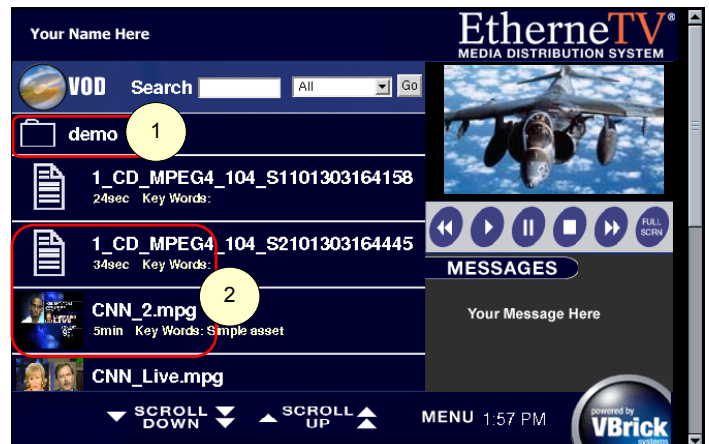 Your Name Here
EtherneTV®
MEDIA DISTRIBUTION SYSTEM
VOD Search All Go
demo
1
1_CD_MPEG4_104_S1101303164158
24sec Key Words:
1_CD_MPEG4_104_S2101303164445
34sec Key Words:
2
CNN_2.mpg
5min Key Words: Simple asset
CNN_Live.mpg
FULL
SCRN
MESSAGES
Your Message Here
SCROLL
DOWN
SCROLL
UP
MENU 1:57 PM
powered by
VBrick
systems